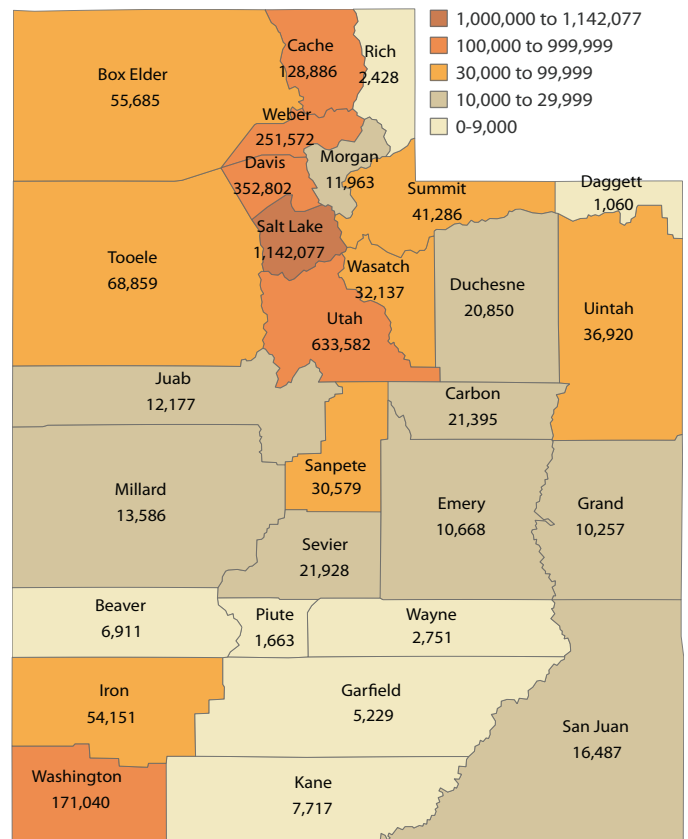 1,000,000 to 1,142,077
100,000 to 999,999
30,000 to 99,999
10,000 to 29,999
0-9,000
Cache
128,886
Rich
2,428
Box Elder
55,685
Weber
251,572
Morgan
11,963
Davis
352,802
Summit
41,286
Daggett
1,060
Salt Lake
1,142,077
Tooele
68,859
Wasatch
32,137
Duchesne
20,850
Uintah
36,920
Utah
633,582
Juab
12,177
Carbon
21,395
Sanpete
30,579
Millard
13,586
Emery
10,668
Grand
10,257
Sevier
21,928
Beaver
6,911
Piute
1,663
Wayne
2,751
Iron
54,151
Garfield
5,229
San Juan
16,487
Washington
171,040
Kane
7,717